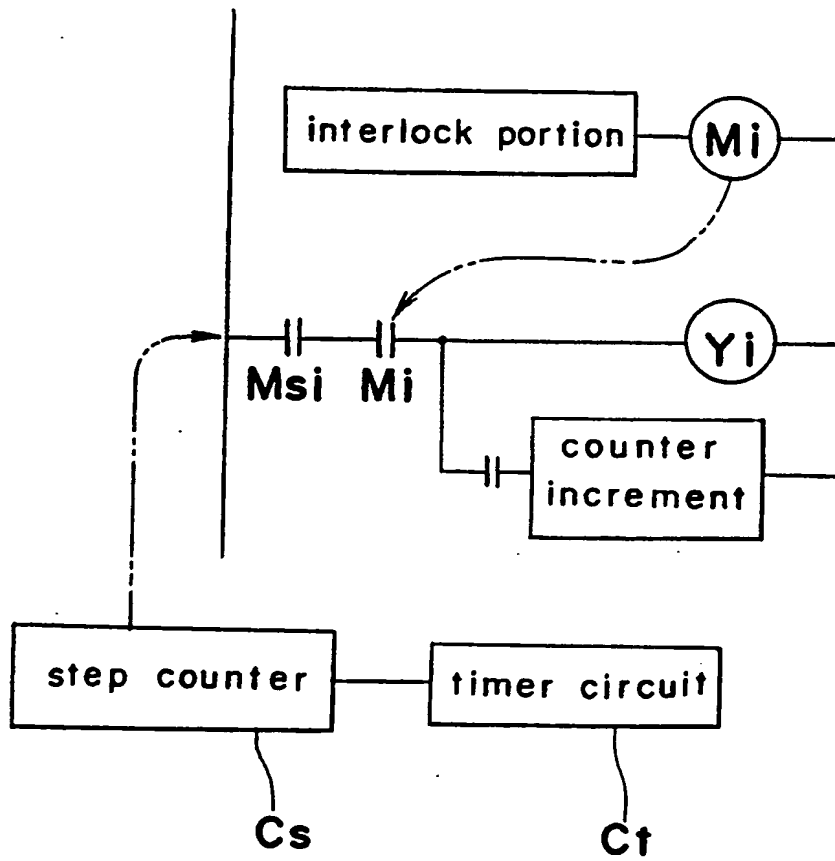 interlock portion
Mi
Yi
Msi
Mi
counter
increment
step counter
timer circuit
Cs
Ct